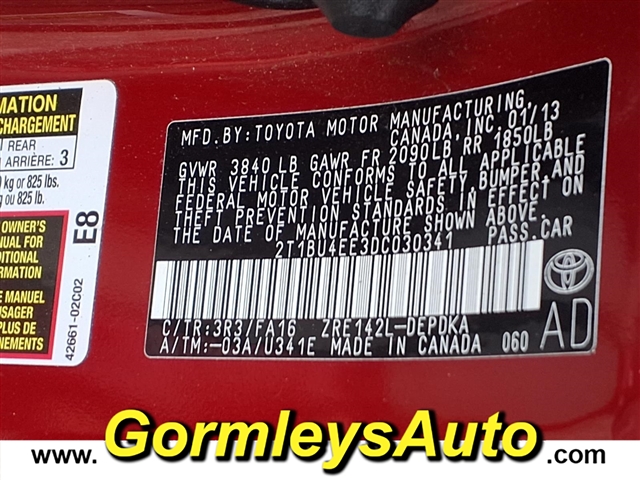 MATION
CHARGEMENT
REAR
ARRIÈRE: 3
kg or 825 lbs.
ou 825 lb.
E8
OWNER'S
MANUAL FOR
INFORMATION
LE MANUEL
USAGER
PLUS DE
42661-02C02
MFD. BY: TOYOTA MOTOR MANUFACTURING,
CANADA, INC. 01/13
GVWR 3840 LB GAWR FR 2090LB RR 1850LB
THIS VEHICLE CONFORMS TO ALL APPLICABLE
FEDERAL MOTOR VEHICLE SAFETY, BUMPER, AND
THEFT PREVENTION STANDARDS IN EFFECT ON
THE DATE OF MANUFACTURE SHOWN ABOVE.
2T1BU4EE3DC030341 PASS. CAR
C/TR: 3R3/FA16 ZRE142L-DEPDKA
A/TM: -03A/U341E MADE IN CANADA 060
AD
TOYOTA
www.GormleysAuto.com